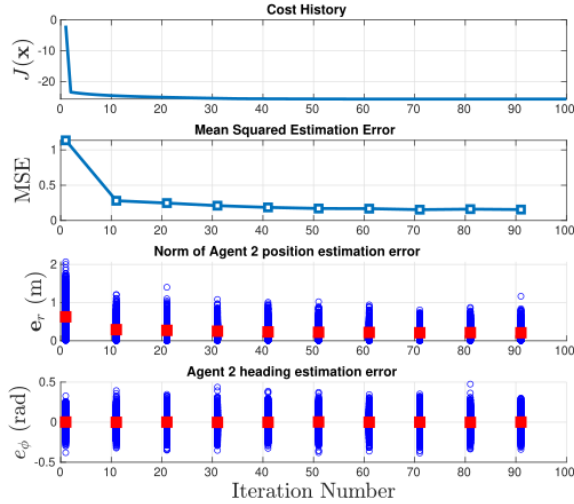 Cost History
0
-10
-20
J(x)
0 10 20 30 40 50 60 70 80 90 100
Mean Squared Estimation Error
1
0.5
0
MSE
0 10 20 30 40 50 60 70 80 90 100
Norm of Agent 2 position estimation error
2
1
0
e_r (m)
0 10 20 30 40 50 60 70 80 90 100
Agent 2 heading estimation error
0.5
0
-0.5
e_ϕ (rad)
0 10 20 30 40 50 60 70 80 90 100
Iteration Number